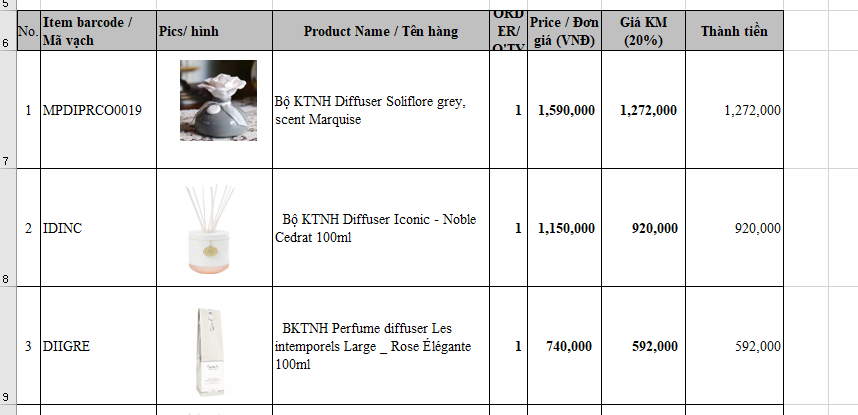 5
6
No.
Item barcode /
Mã vạch
Pics/ hình
Product Name / Tên hàng
ORD
ER/
Q'TY
Price / Đơn
giá (VNĐ)
Giá KM
(20%)
Thành tiền
7
1
MPDIPRCO0019
Bộ KTNH Diffuser Soliflore grey,
scent Marquise
1
1,590,000
1,272,000
1,272,000
8
2
IDINC
Bộ KTNH Diffuser Iconic - Noble
Cedrat 100ml
1
1,150,000
920,000
920,000
9
3
DIIGRE
BKTNH Perfume diffuser Les
intemporels Large _ Rose Élégante
100ml
1
740,000
592,000
592,000